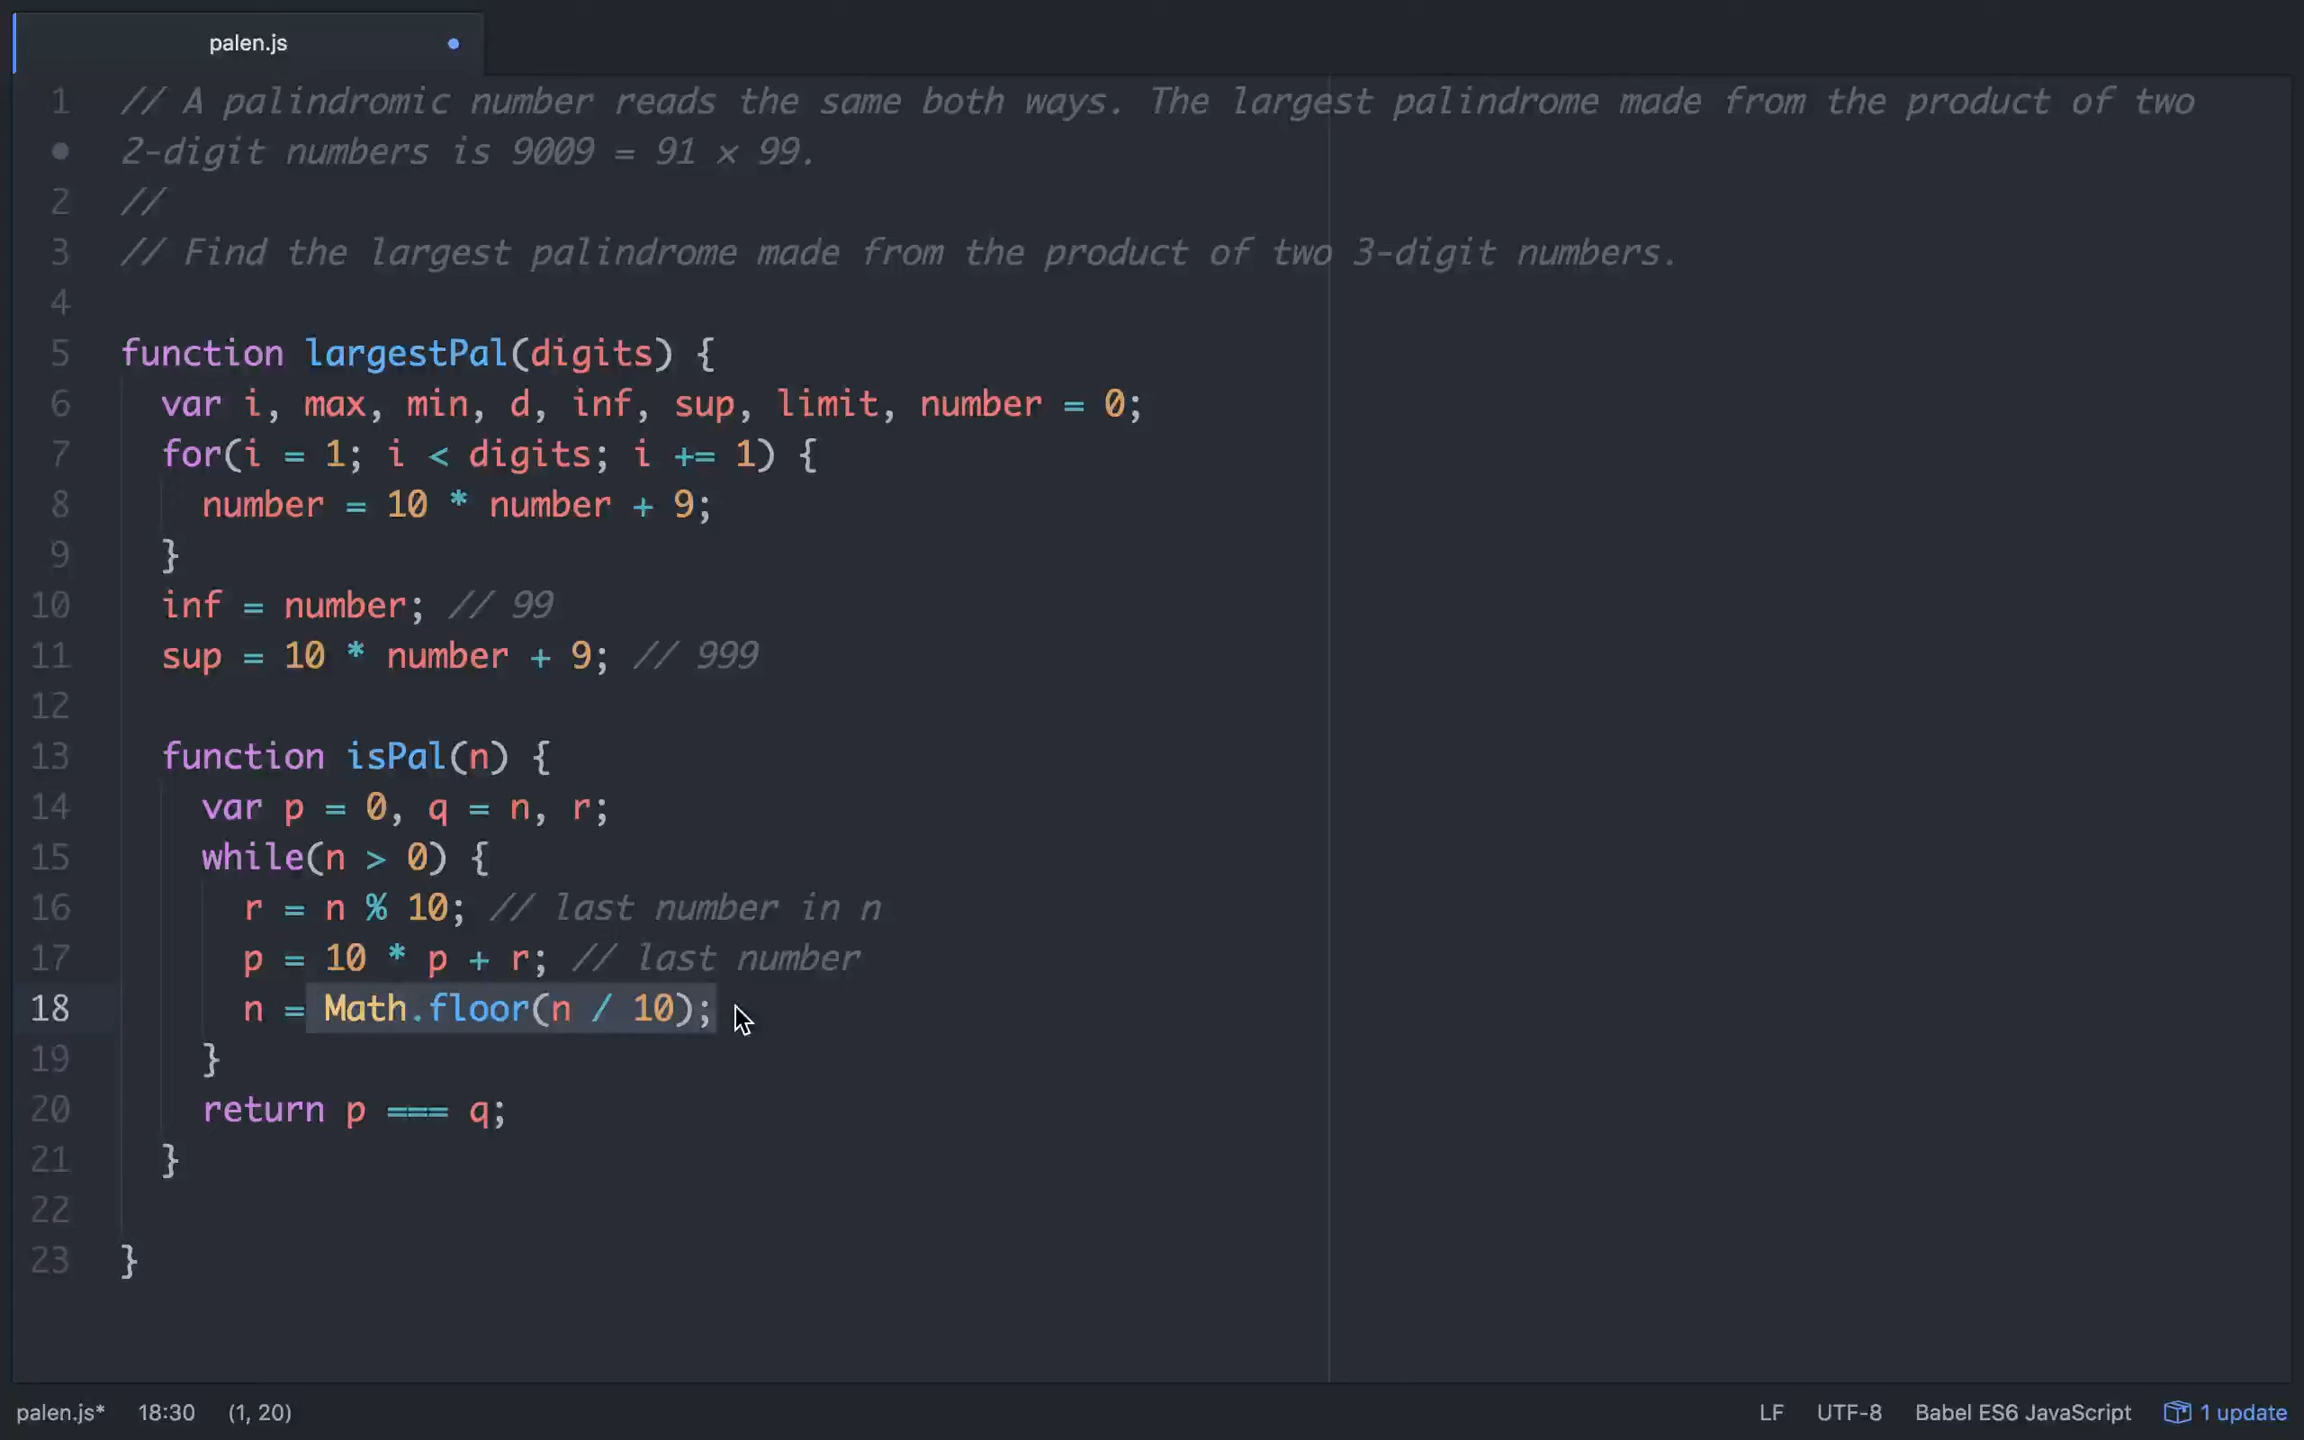 palen.js
1 // A palindromic number reads the same both ways. The largest palindrome made from the product of two
• 2-digit numbers is 9009 = 91 × 99.
2 //
3 // Find the largest palindrome made from the product of two 3-digit numbers.
4
5 function largestPal(digits) {
6   var i, max, min, d, inf, sup, limit, number = 0;
7   for(i = 1; i < digits; i += 1) {
8     number = 10 * number + 9;
9   }
10   inf = number; // 99
11   sup = 10 * number + 9; // 999
12
13   function isPal(n) {
14     var p = 0, q = n, r;
15     while(n > 0) {
16       r = n % 10; // last number in n
17       p = 10 * p + r; // last number
18       n = Math.floor(n / 10);
19     }
20     return p === q;
21   }
22
23 }
palen.js* 18:30 (1, 20) LF UTF-8 Babel ES6 JavaScript 1 update